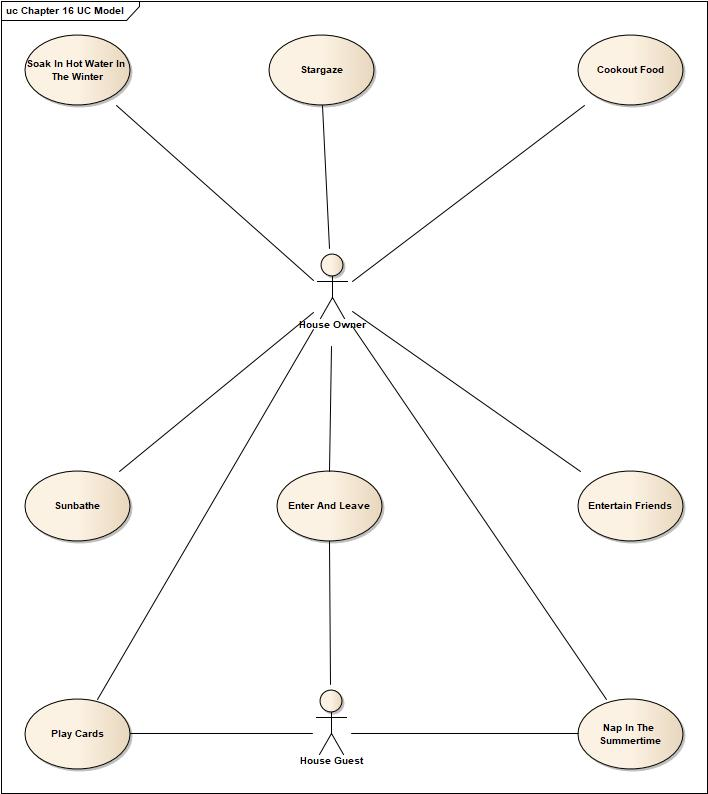 uc Chapter 16 UC Model
Soak In Hot Water In
The Winter
Stargaze
Cookout Food
House Owner
Sunbathe
Enter And Leave
Entertain Friends
Play Cards
House Guest
Nap In The
Summertime